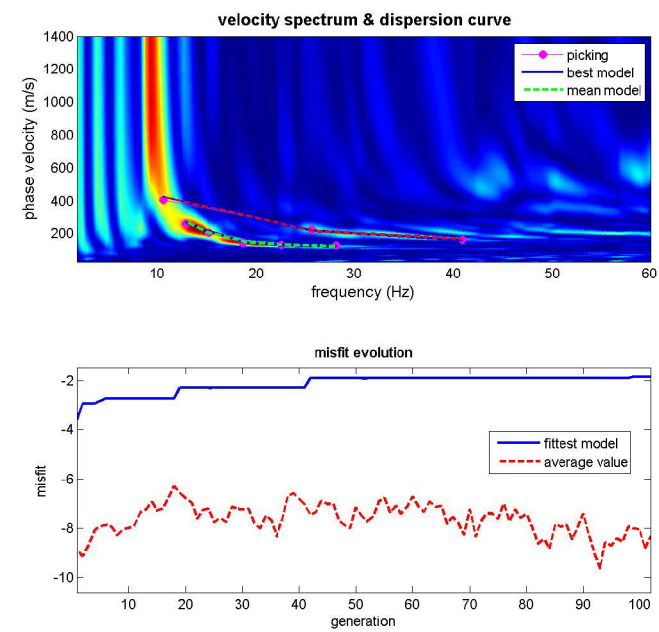 velocity spectrum & dispersion curve
1400
1200
1000
800
600
400
200
phase velocity (m/s)
picking
best model
mean model
10
20
30
40
50
60
frequency (Hz)
misfit evolution
-2
-4
-6
-8
-10
misfit
fittest model
average value
10
20
30
40
50
60
70
80
90
100
generation